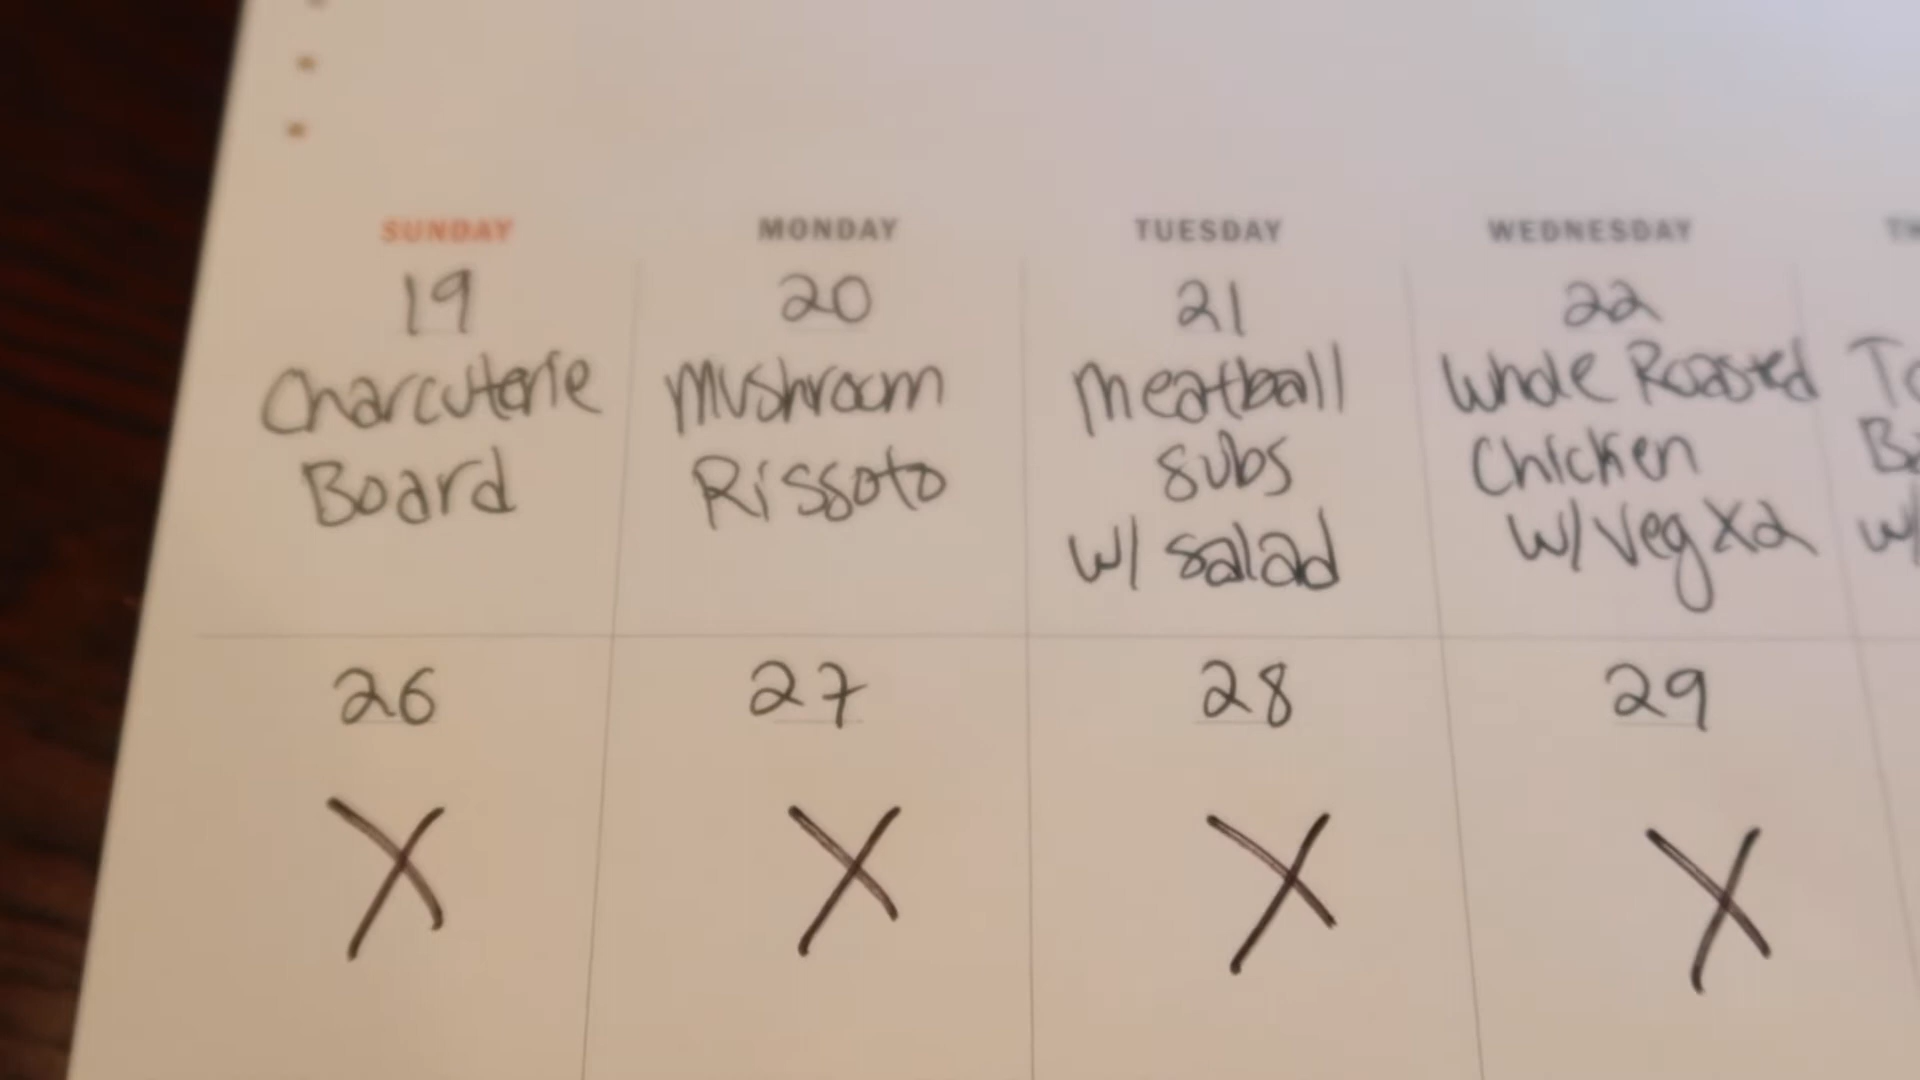 SUNDAY MONDAY TUESDAY WEDNESDAY
19 20 21 22
Charcuterie Mushroom Meatball Whole Roasted
Board Rissoto subs Chicken
w/ salad w/ Veg X2
26 27 28 29
X X X X